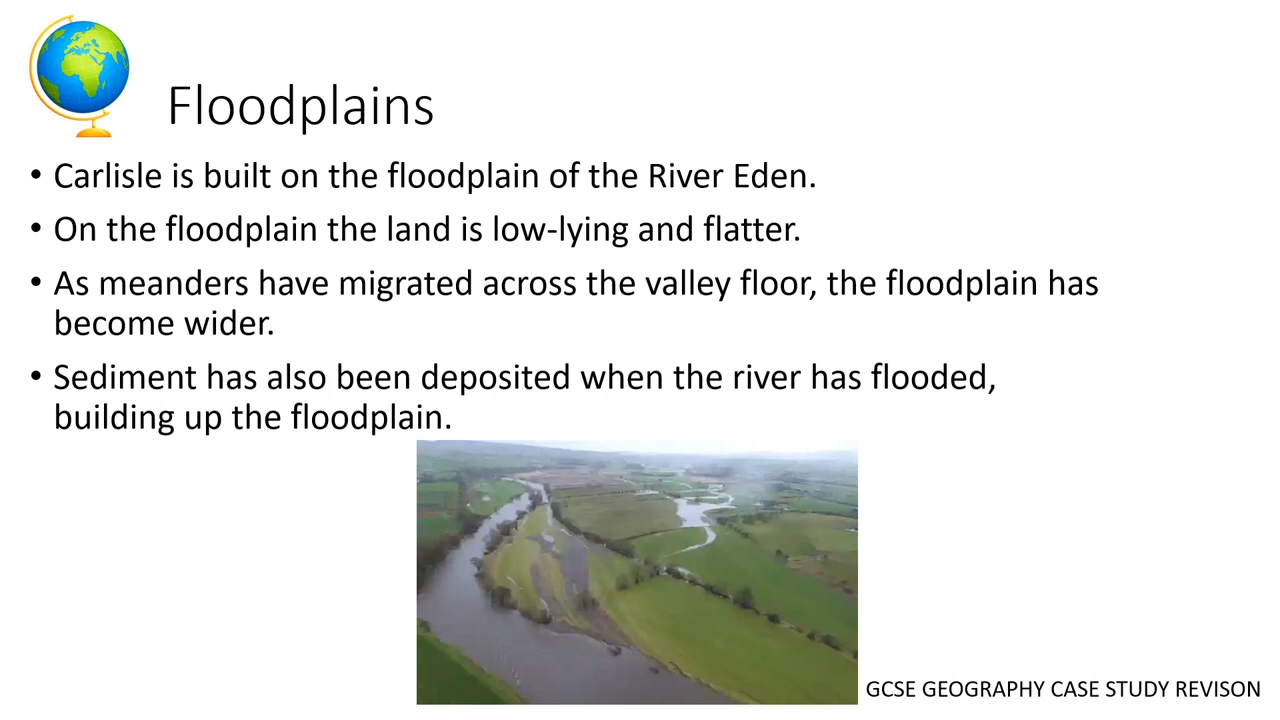 Floodplains
• Carlisle is built on the floodplain of the River Eden.
• On the floodplain the land is low-lying and flatter.
• As meanders have migrated across the valley floor, the floodplain has
become wider.
• Sediment has also been deposited when the river has flooded,
building up the floodplain.
GCSE GEOGRAPHY CASE STUDY REVISON